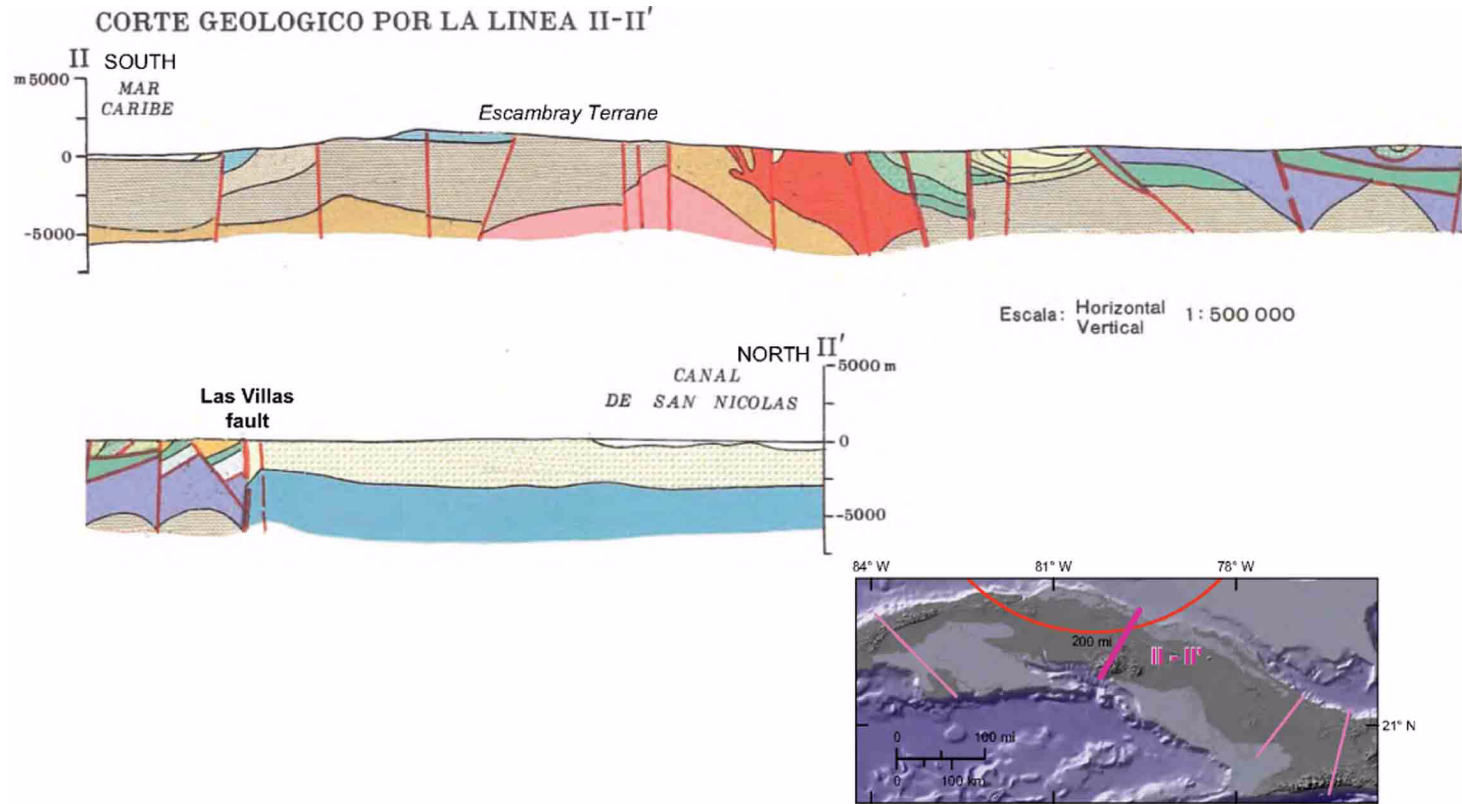 CORTE GEOLOGICO POR LA LINEA II-II'
II SOUTH
m 5000
MAR
CARIBE
Escambray Terrane
0
-5000
Escala: Horizontal
Vertical
1: 500 000
NORTH II'
5000 m
CANAL
DE SAN NICOLAS
Las Villas
fault
0
-5000
84° W 81° W 78° W
200 mi
II - II'
21° N
0 100 mi
0 100 km